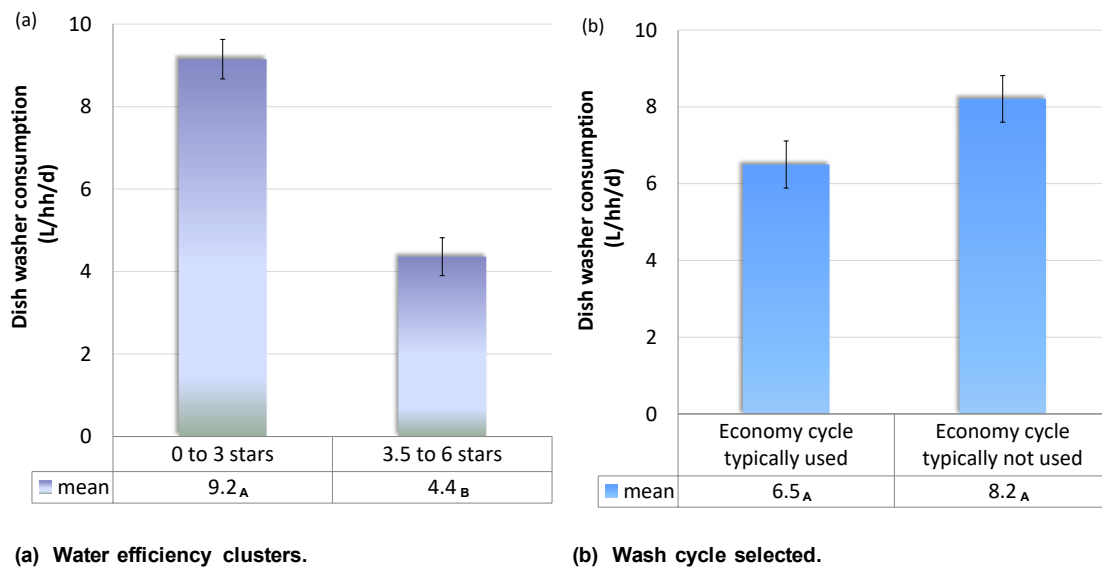 (a)
10
8
6
4
2
0
Dish washer consumption
(L/hh/d)
0 to 3 stars 3.5 to 6 stars
mean 9.2 A 4.4 B
(a) Water efficiency clusters.
(b)
10
8
6
4
2
0
Dish washer consumption
(L/hh/d)
Economy cycle Economy cycle
typically used typically not used
mean 6.5 A 8.2 A
(b) Wash cycle selected.